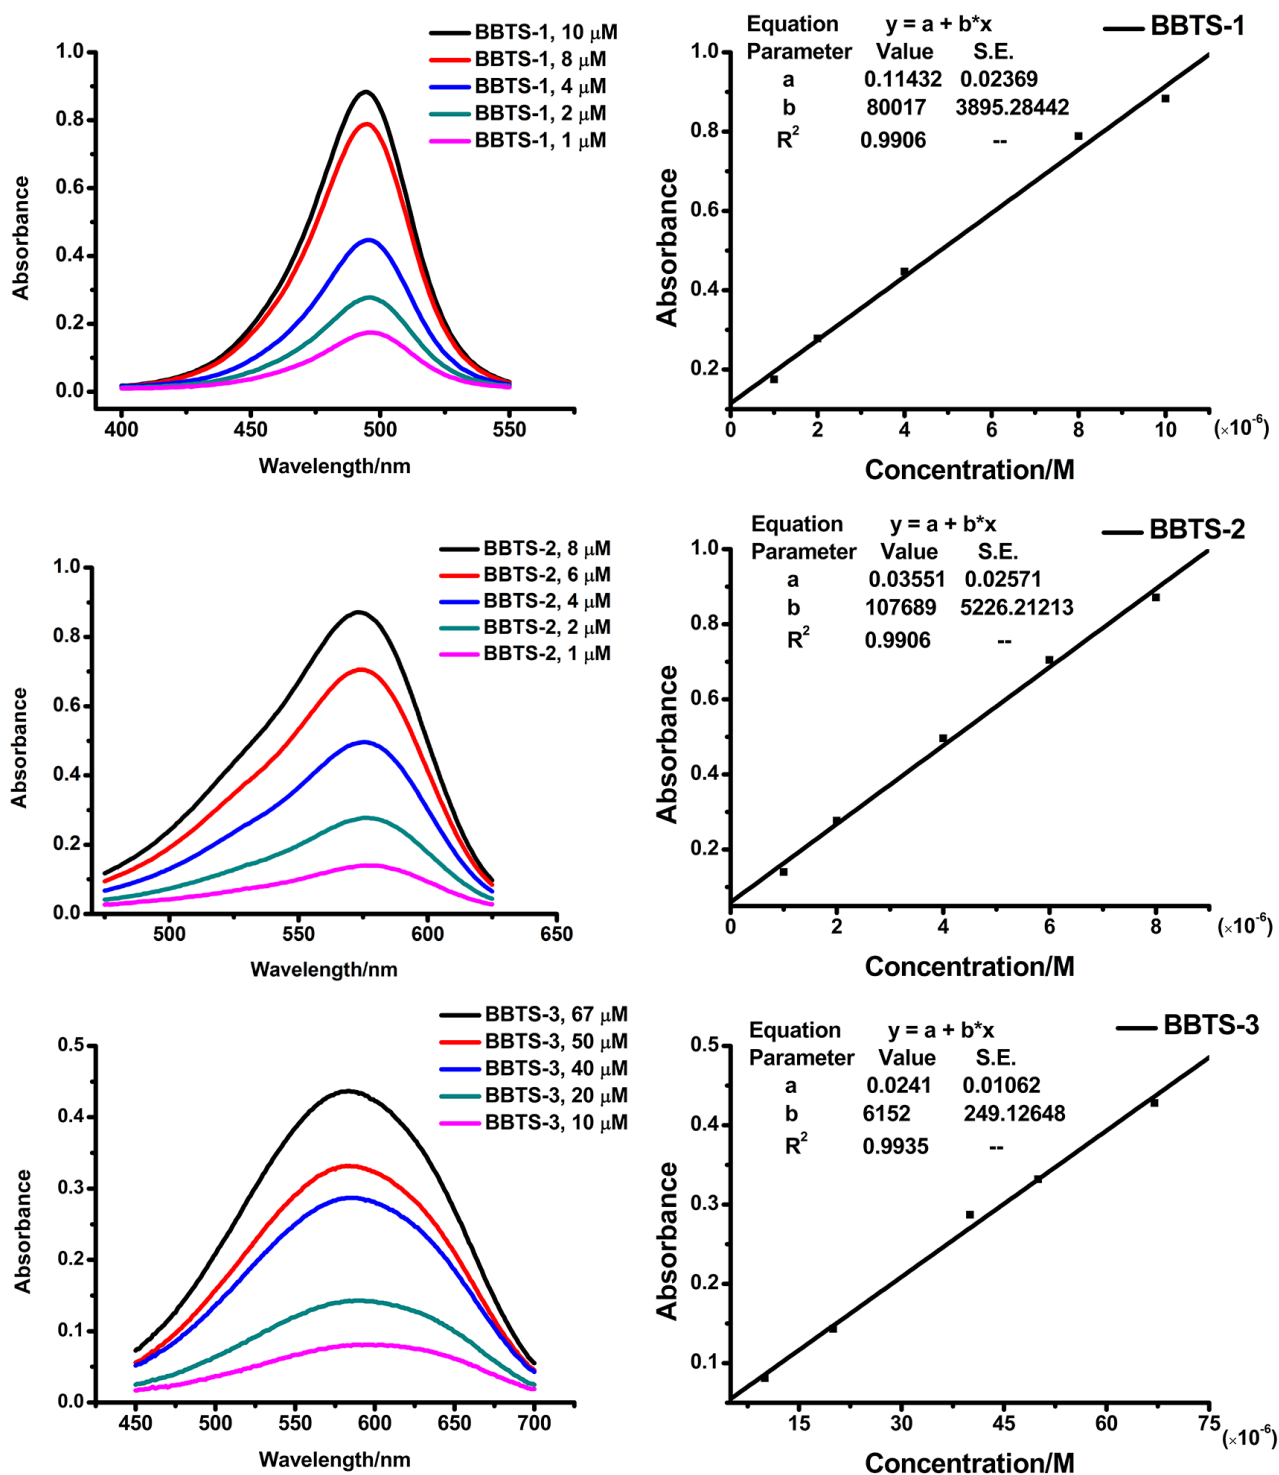 BBTS-1, 10 μM
BBTS-1, 8 μM
BBTS-1, 4 μM
BBTS-1, 2 μM
BBTS-1, 1 μM
1.0
0.8
0.6
0.4
0.2
0.0
Absorbance
400 450 500 550
Wavelength/nm
Equation y = a + b*x
Parameter Value S.E.
a 0.11432 0.02369
b 80017 3895.28442
R² 0.9906 --
BBTS-1
1.0
0.8
0.6
0.4
0.2
Absorbance
0 2 4 6 8 10 (×10⁻⁶)
Concentration/M
BBTS-2, 8 μM
BBTS-2, 6 μM
BBTS-2, 4 μM
BBTS-2, 2 μM
BBTS-2, 1 μM
1.0
0.8
0.6
0.4
0.2
0.0
Absorbance
500 550 600 650
Wavelength/nm
Equation y = a + b*x
Parameter Value S.E.
a 0.03551 0.02571
b 107689 5226.21213
R² 0.9906 --
BBTS-2
1.0
0.8
0.6
0.4
0.2
Absorbance
0 2 4 6 8 (×10⁻⁶)
Concentration/M
BBTS-3, 67 μM
BBTS-3, 50 μM
BBTS-3, 40 μM
BBTS-3, 20 μM
BBTS-3, 10 μM
0.5
0.4
0.3
0.2
0.1
0.0
Absorbance
450 500 550 600 650 700
Wavelength/nm
Equation y = a + b*x
Parameter Value S.E.
a 0.0241 0.01062
b 6152 249.12648
R² 0.9935 --
BBTS-3
0.5
0.4
0.3
0.2
0.1
Absorbance
15 30 45 60 75 (×10⁻⁶)
Concentration/M